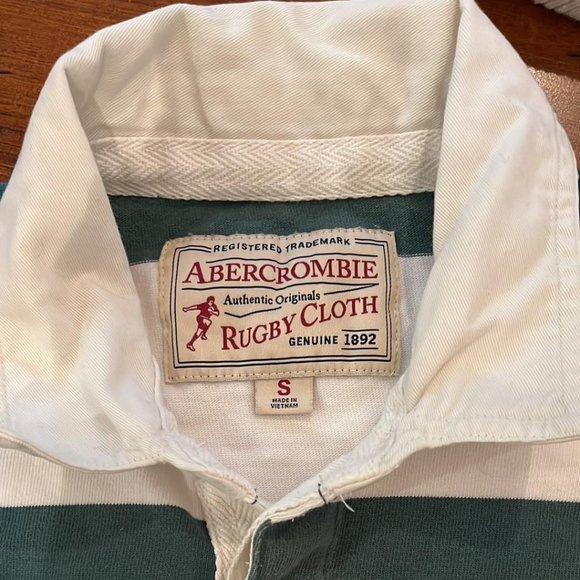 REGISTERED TRADEMARK
ABERCROMBIE
Authentic Originals
RUGBY CLOTH
GENUINE 1892
S
MADE IN
VIETNAM